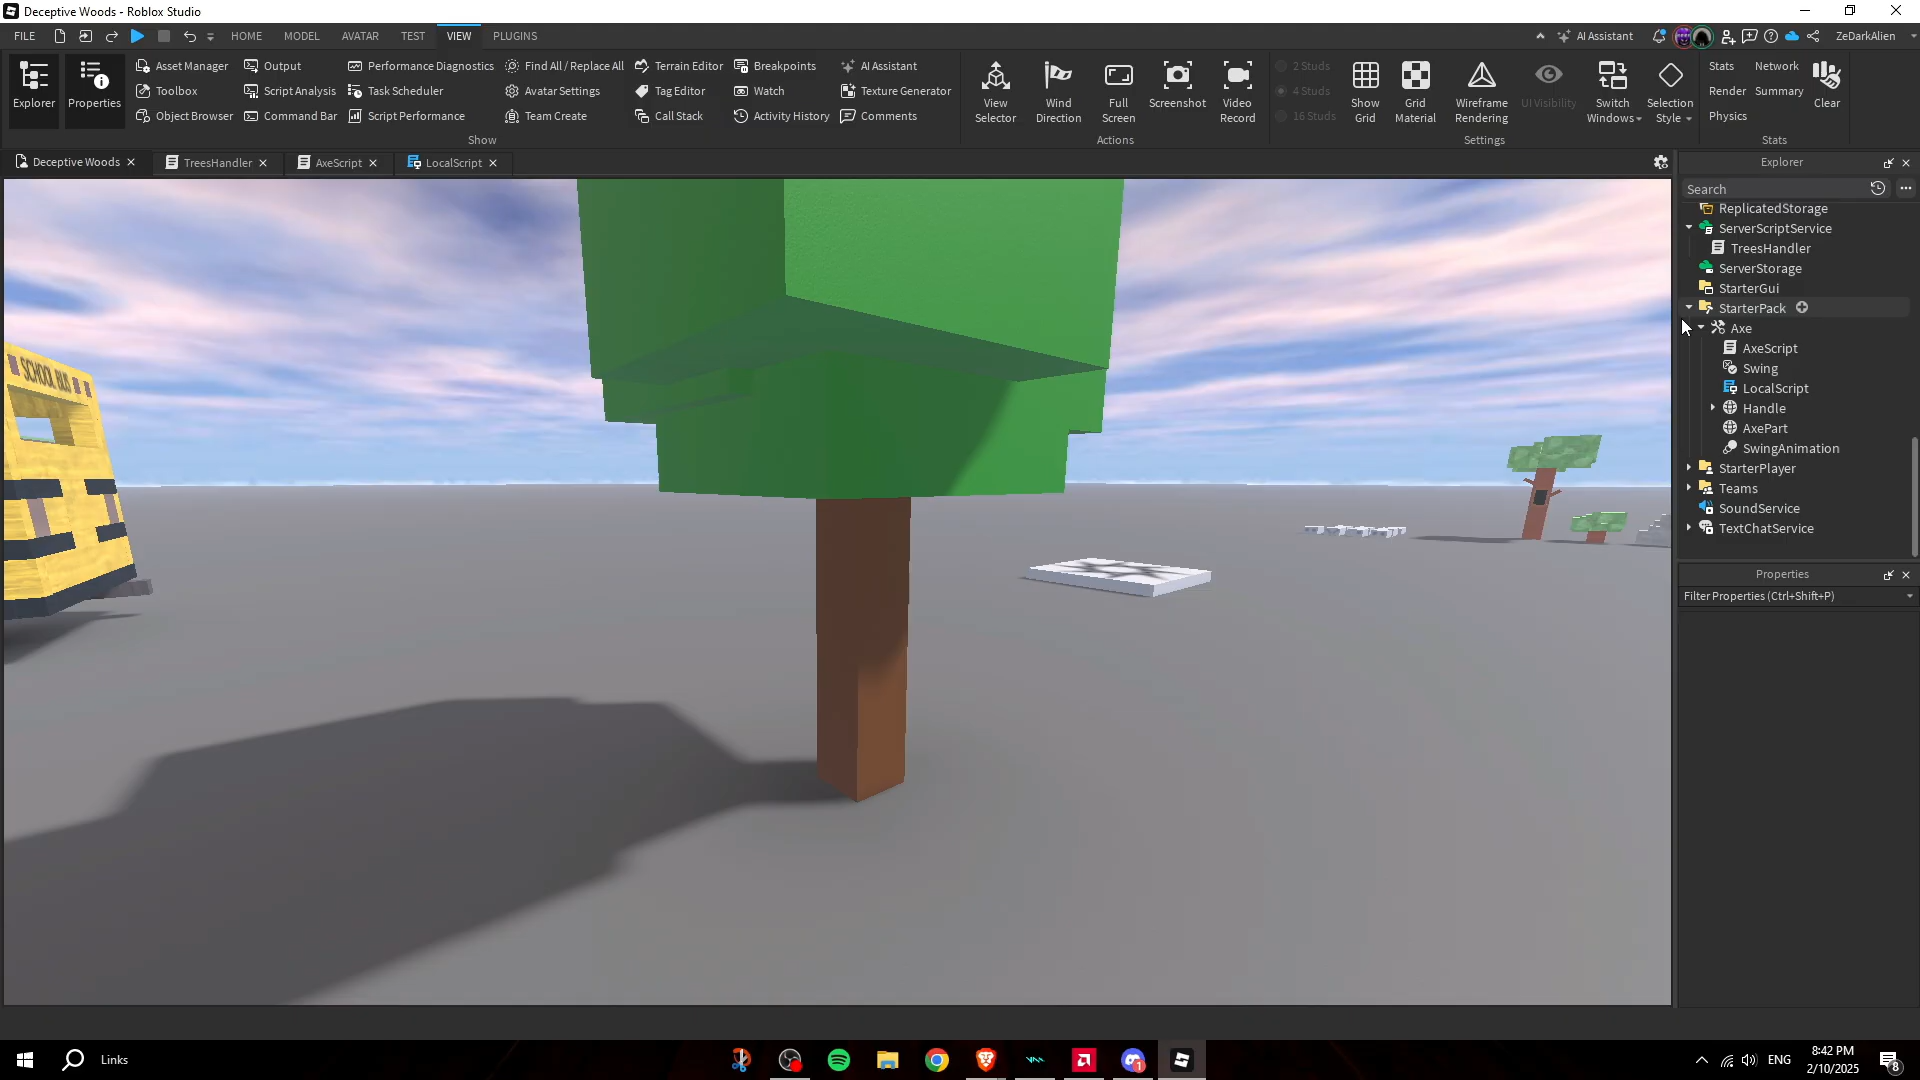 Deceptive Woods - Roblox Studio
FILE
HOME
MODEL
AVATAR
TEST
VIEW
PLUGINS
AI Assistant
ZeDarkAlien
Explorer
Properties
Asset Manager
Toolbox
Object Browser
Output
Script Analysis
Command Bar
Performance Diagnostics
Task Scheduler
Script Performance
Find All / Replace All
Avatar Settings
Team Create
Terrain Editor
Tag Editor
Call Stack
Breakpoints
Watch
Activity History
AI Assistant
Texture Generator
Comments
Show
View
Selector
Wind
Direction
Full
Screen
Screenshot
Video
Record
Actions
2 Studs
4 Studs
16 Studs
Show
Grid
Grid
Material
Wireframe
Rendering
UI Visibility
Switch
Windows
Selection
Style
Settings
Stats
Network
Render
Summary
Physics
Clear
Stats
Deceptive Woods
TreesHandler
AxeScript
LocalScript
SCHOOL BUS
Explorer
Search
ReplicatedStorage
ServerScriptService
TreesHandler
ServerStorage
StarterGui
StarterPack
Axe
AxeScript
Swing
LocalScript
Handle
AxePart
SwingAnimation
StarterPlayer
Teams
SoundService
TextChatService
Properties
Filter Properties (Ctrl+Shift+P)
Links
ENG
8:42 PM
2/10/2025
1
8